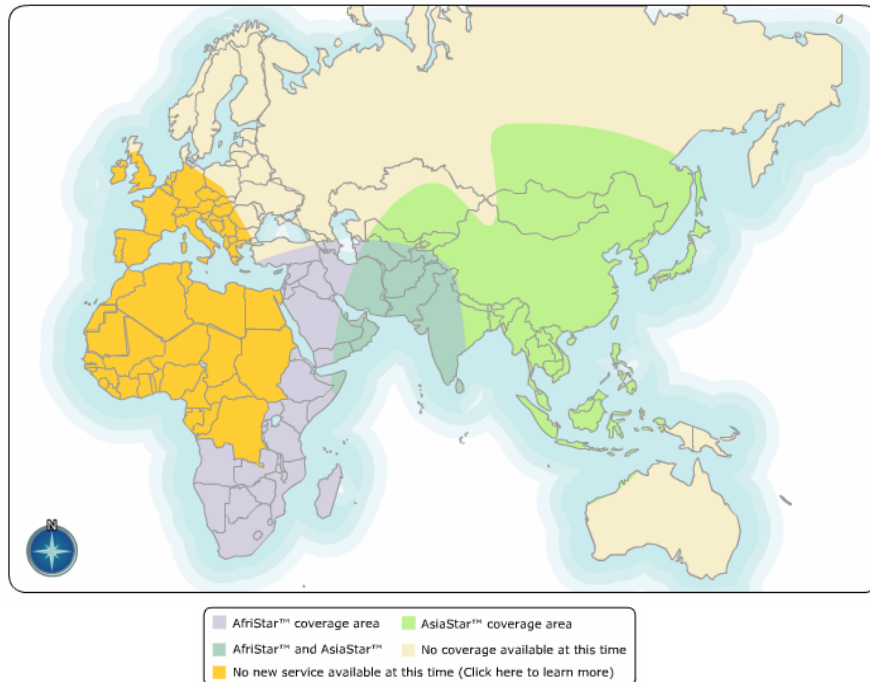 N
AfriStar™ coverage area
AsiaStar™ coverage area
AfriStar™ and AsiaStar™
No coverage available at this time
No new service available at this time (Click here to learn more)